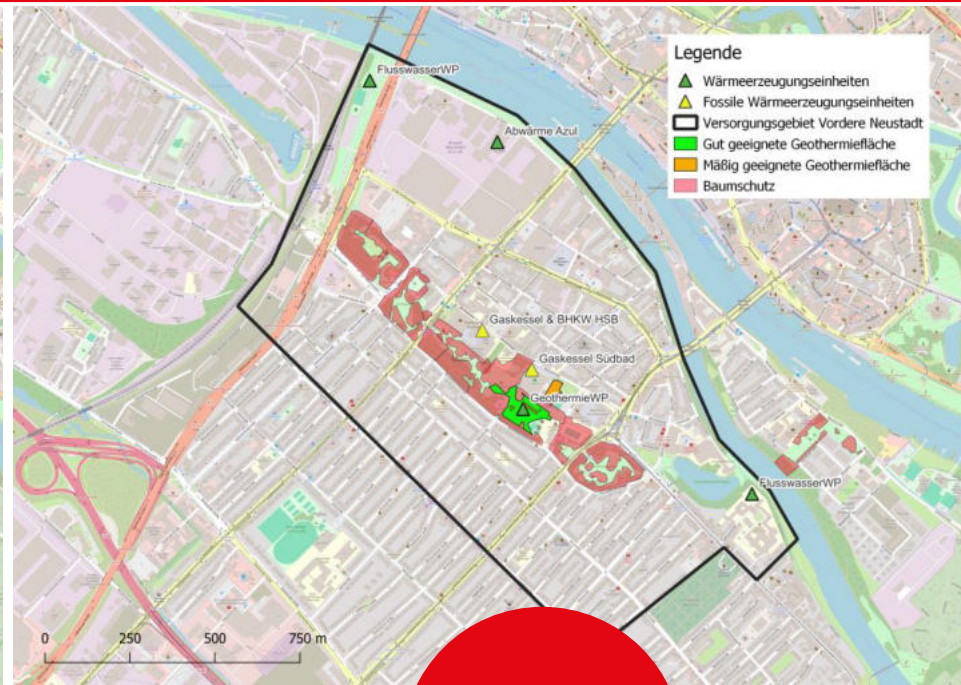 Legende
Wärmeerzeugungseinheiten
Fossile Wärmeerzeugungseinheiten
Versorgungsgebiet Vordere Neustadt
Gut geeignete Geothermiefläche
Mäßig geeignete Geothermiefläche
Baumschutz
FlusswasserWP
Abwärme Azul
Gaskessel & BHKW HSB
Gaskessel Südbad
GeothermieWP
FlusswasserWP
0 250 500 750 m